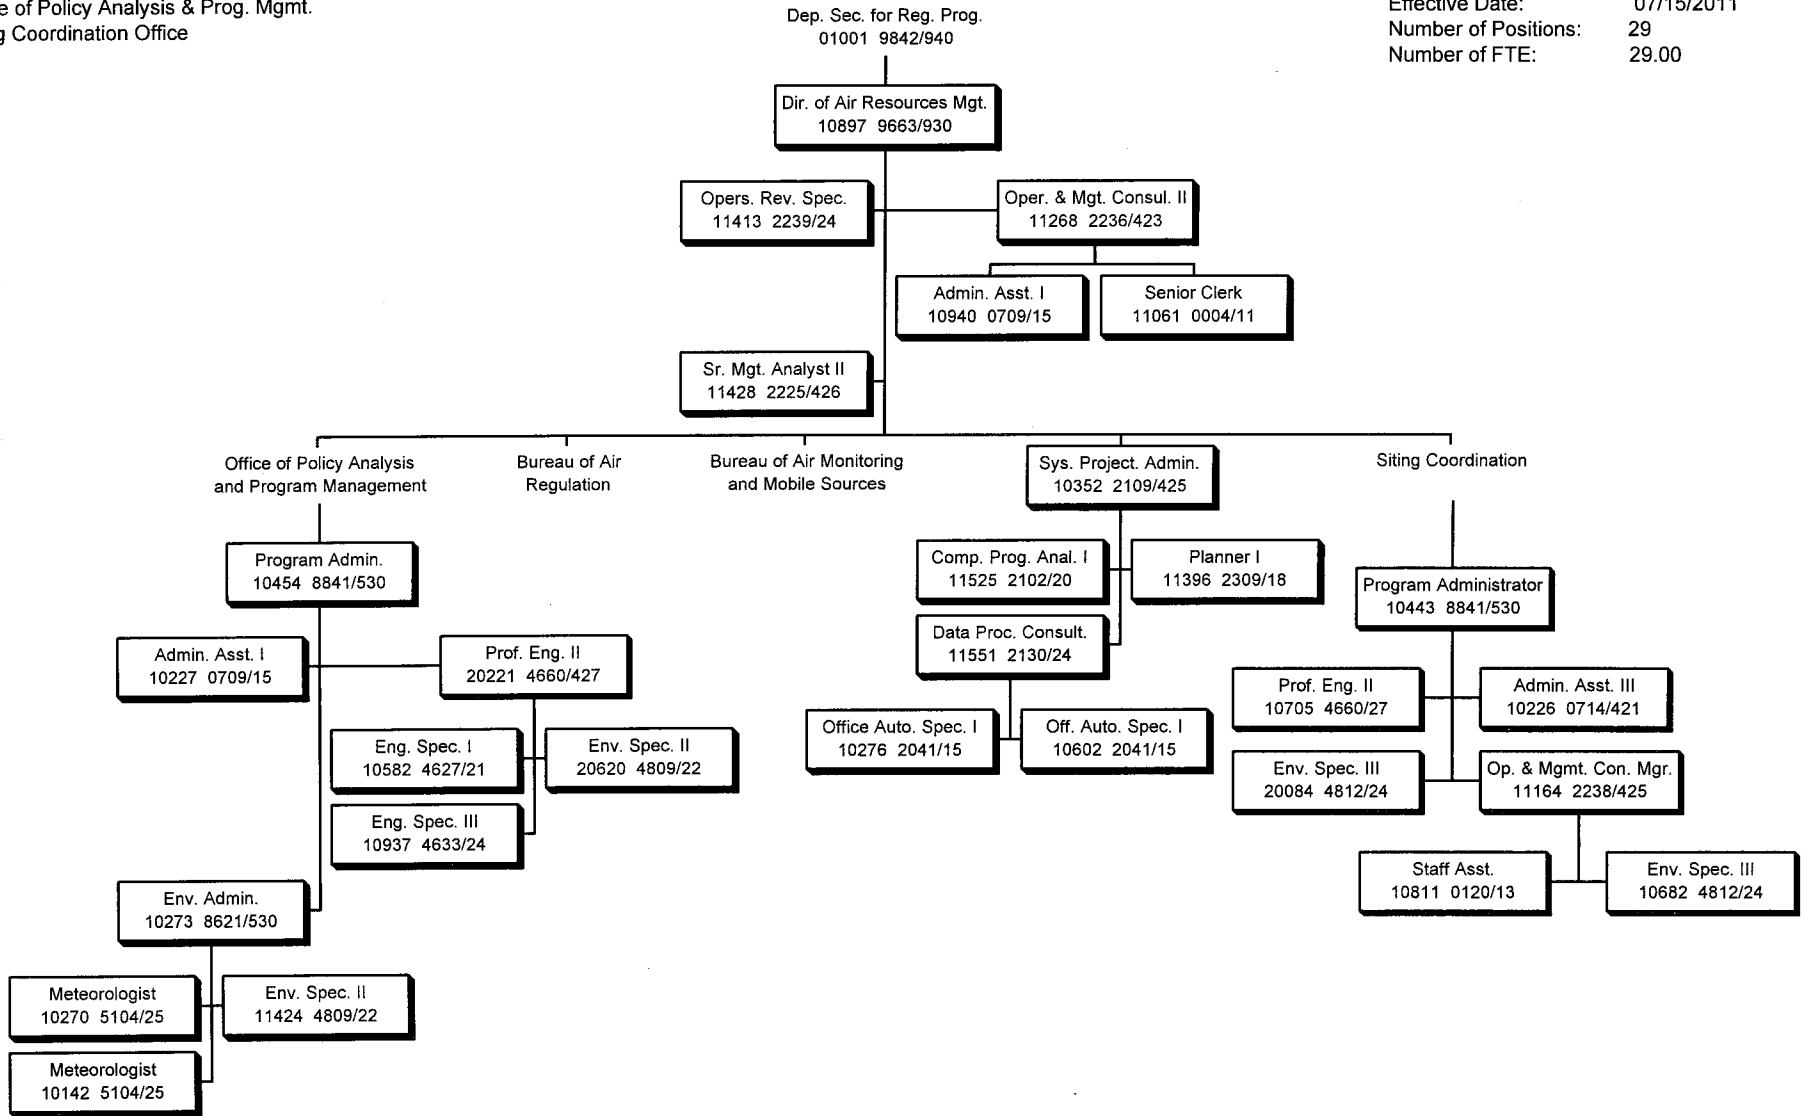 of Policy Analysis & Prog. Mgmt.
Coordination Office
Effective Date: 07/15/2011
Number of Positions: 29
Number of FTE: 29.00
Dep. Sec. for Reg. Prog.
01001 9842/940
Dir. of Air Resources Mgt.
10897 9663/930
Opers. Rev. Spec.
11413 2239/24
Oper. & Mgt. Consul. II
11268 2236/423
Admin. Asst. I
10940 0709/15
Senior Clerk
11061 0004/11
Sr. Mgt. Analyst II
11428 2225/426
Office of Policy Analysis
and Program Management
Bureau of Air
Regulation
Bureau of Air Monitoring
and Mobile Sources
Sys. Project. Admin.
10352 2109/425
Siting Coordination
Program Admin.
10454 8841/530
Admin. Asst. I
10227 0709/15
Prof. Eng. II
20221 4660/427
Eng. Spec. I
10582 4627/21
Env. Spec. II
20620 4809/22
Eng. Spec. III
10937 4633/24
Env. Admin.
10273 8621/530
Meteorologist
10270 5104/25
Env. Spec. II
11424 4809/22
Meteorologist
10142 5104/25
Comp. Prog. Anal. I
11525 2102/20
Planner I
11396 2309/18
Data Proc. Consult.
11551 2130/24
Office Auto. Spec. I
10276 2041/15
Off. Auto. Spec. I
10602 2041/15
Program Administrator
10443 8841/530
Prof. Eng. II
10705 4660/27
Admin. Asst. III
10226 0714/421
Env. Spec. III
20084 4812/24
Op. & Mgmt. Con. Mgr.
11164 2238/425
Staff Asst.
10811 0120/13
Env. Spec. III
10682 4812/24